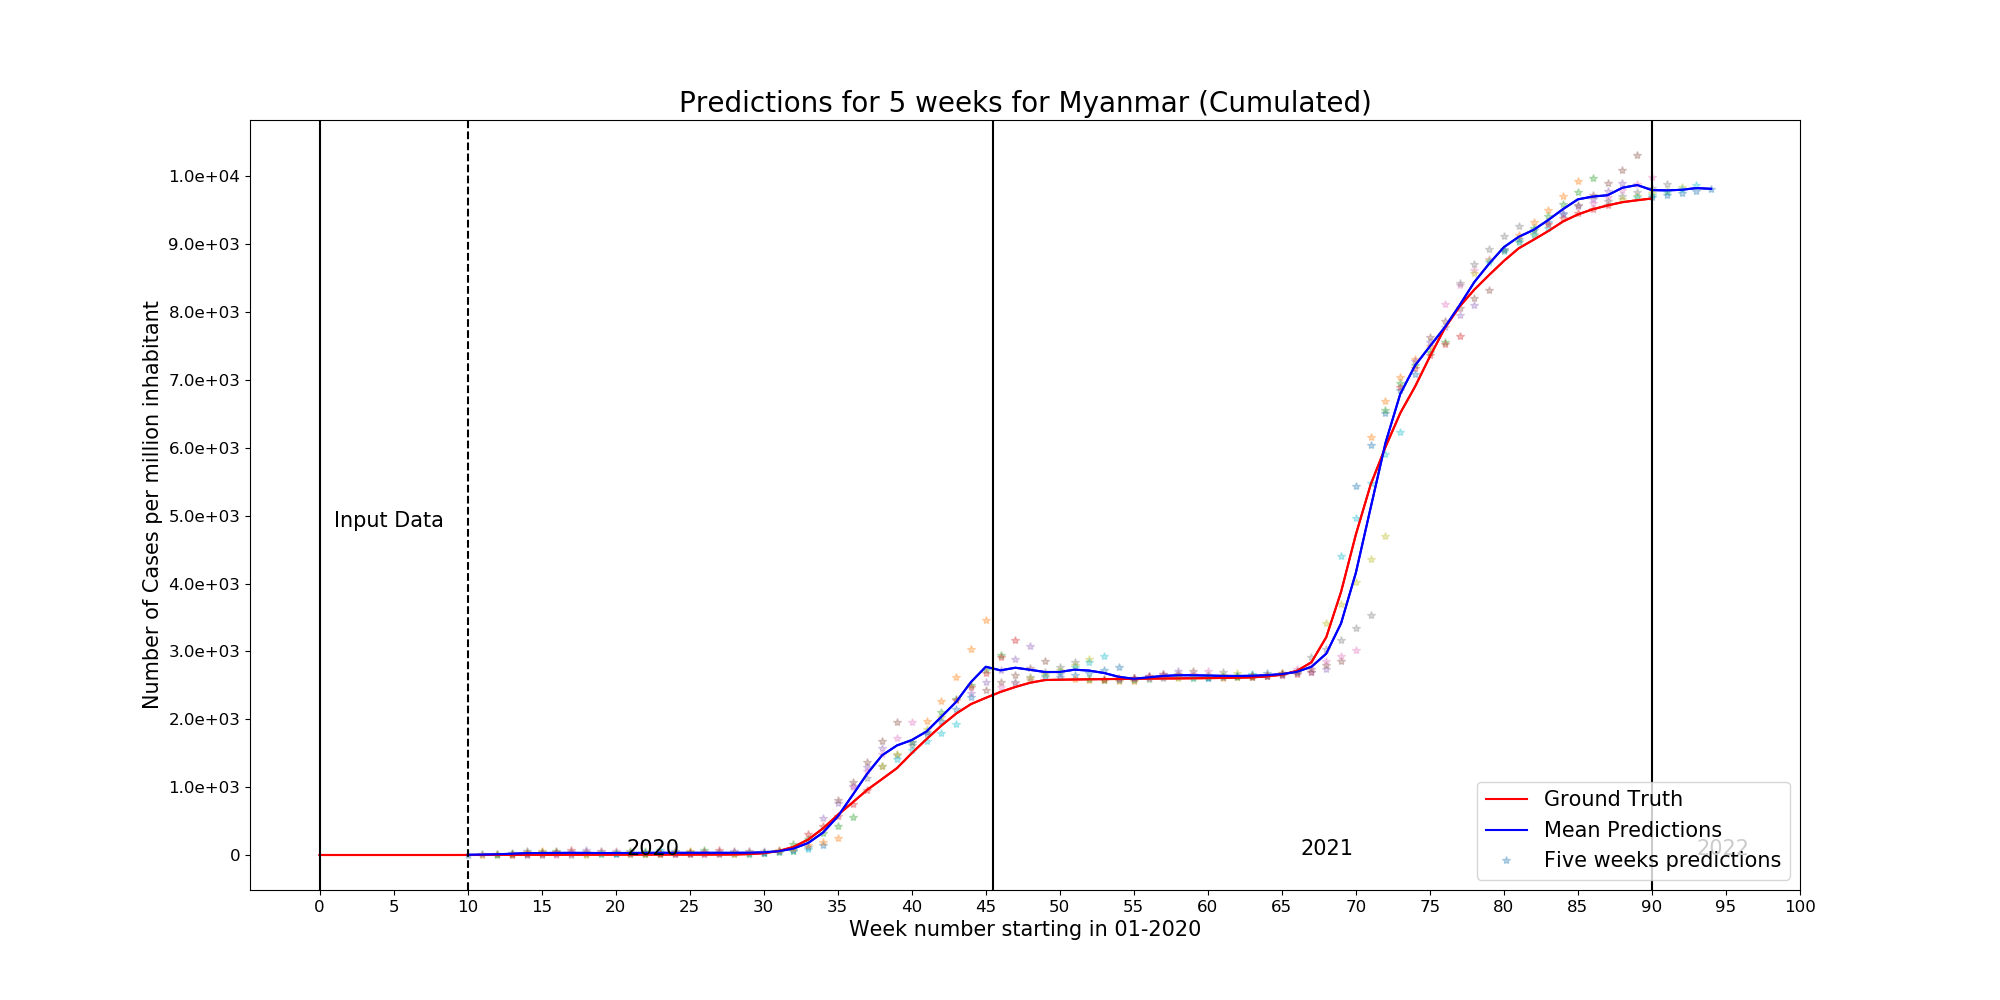 Predictions for 5 weeks for Myanmar (Cumulated)
1.0e+04
9.0e+03
8.0e+03
7.0e+03
6.0e+03
5.0e+03
4.0e+03
3.0e+03
2.0e+03
1.0e+03
0
Number of Cases per million inhabitant
Input Data
2020
2021
2022
Ground Truth
Mean Predictions
Five weeks predictions
0 5 10 15 20 25 30 35 40 45 50 55 60 65 70 75 80 85 90 95 100
Week number starting in 01-2020